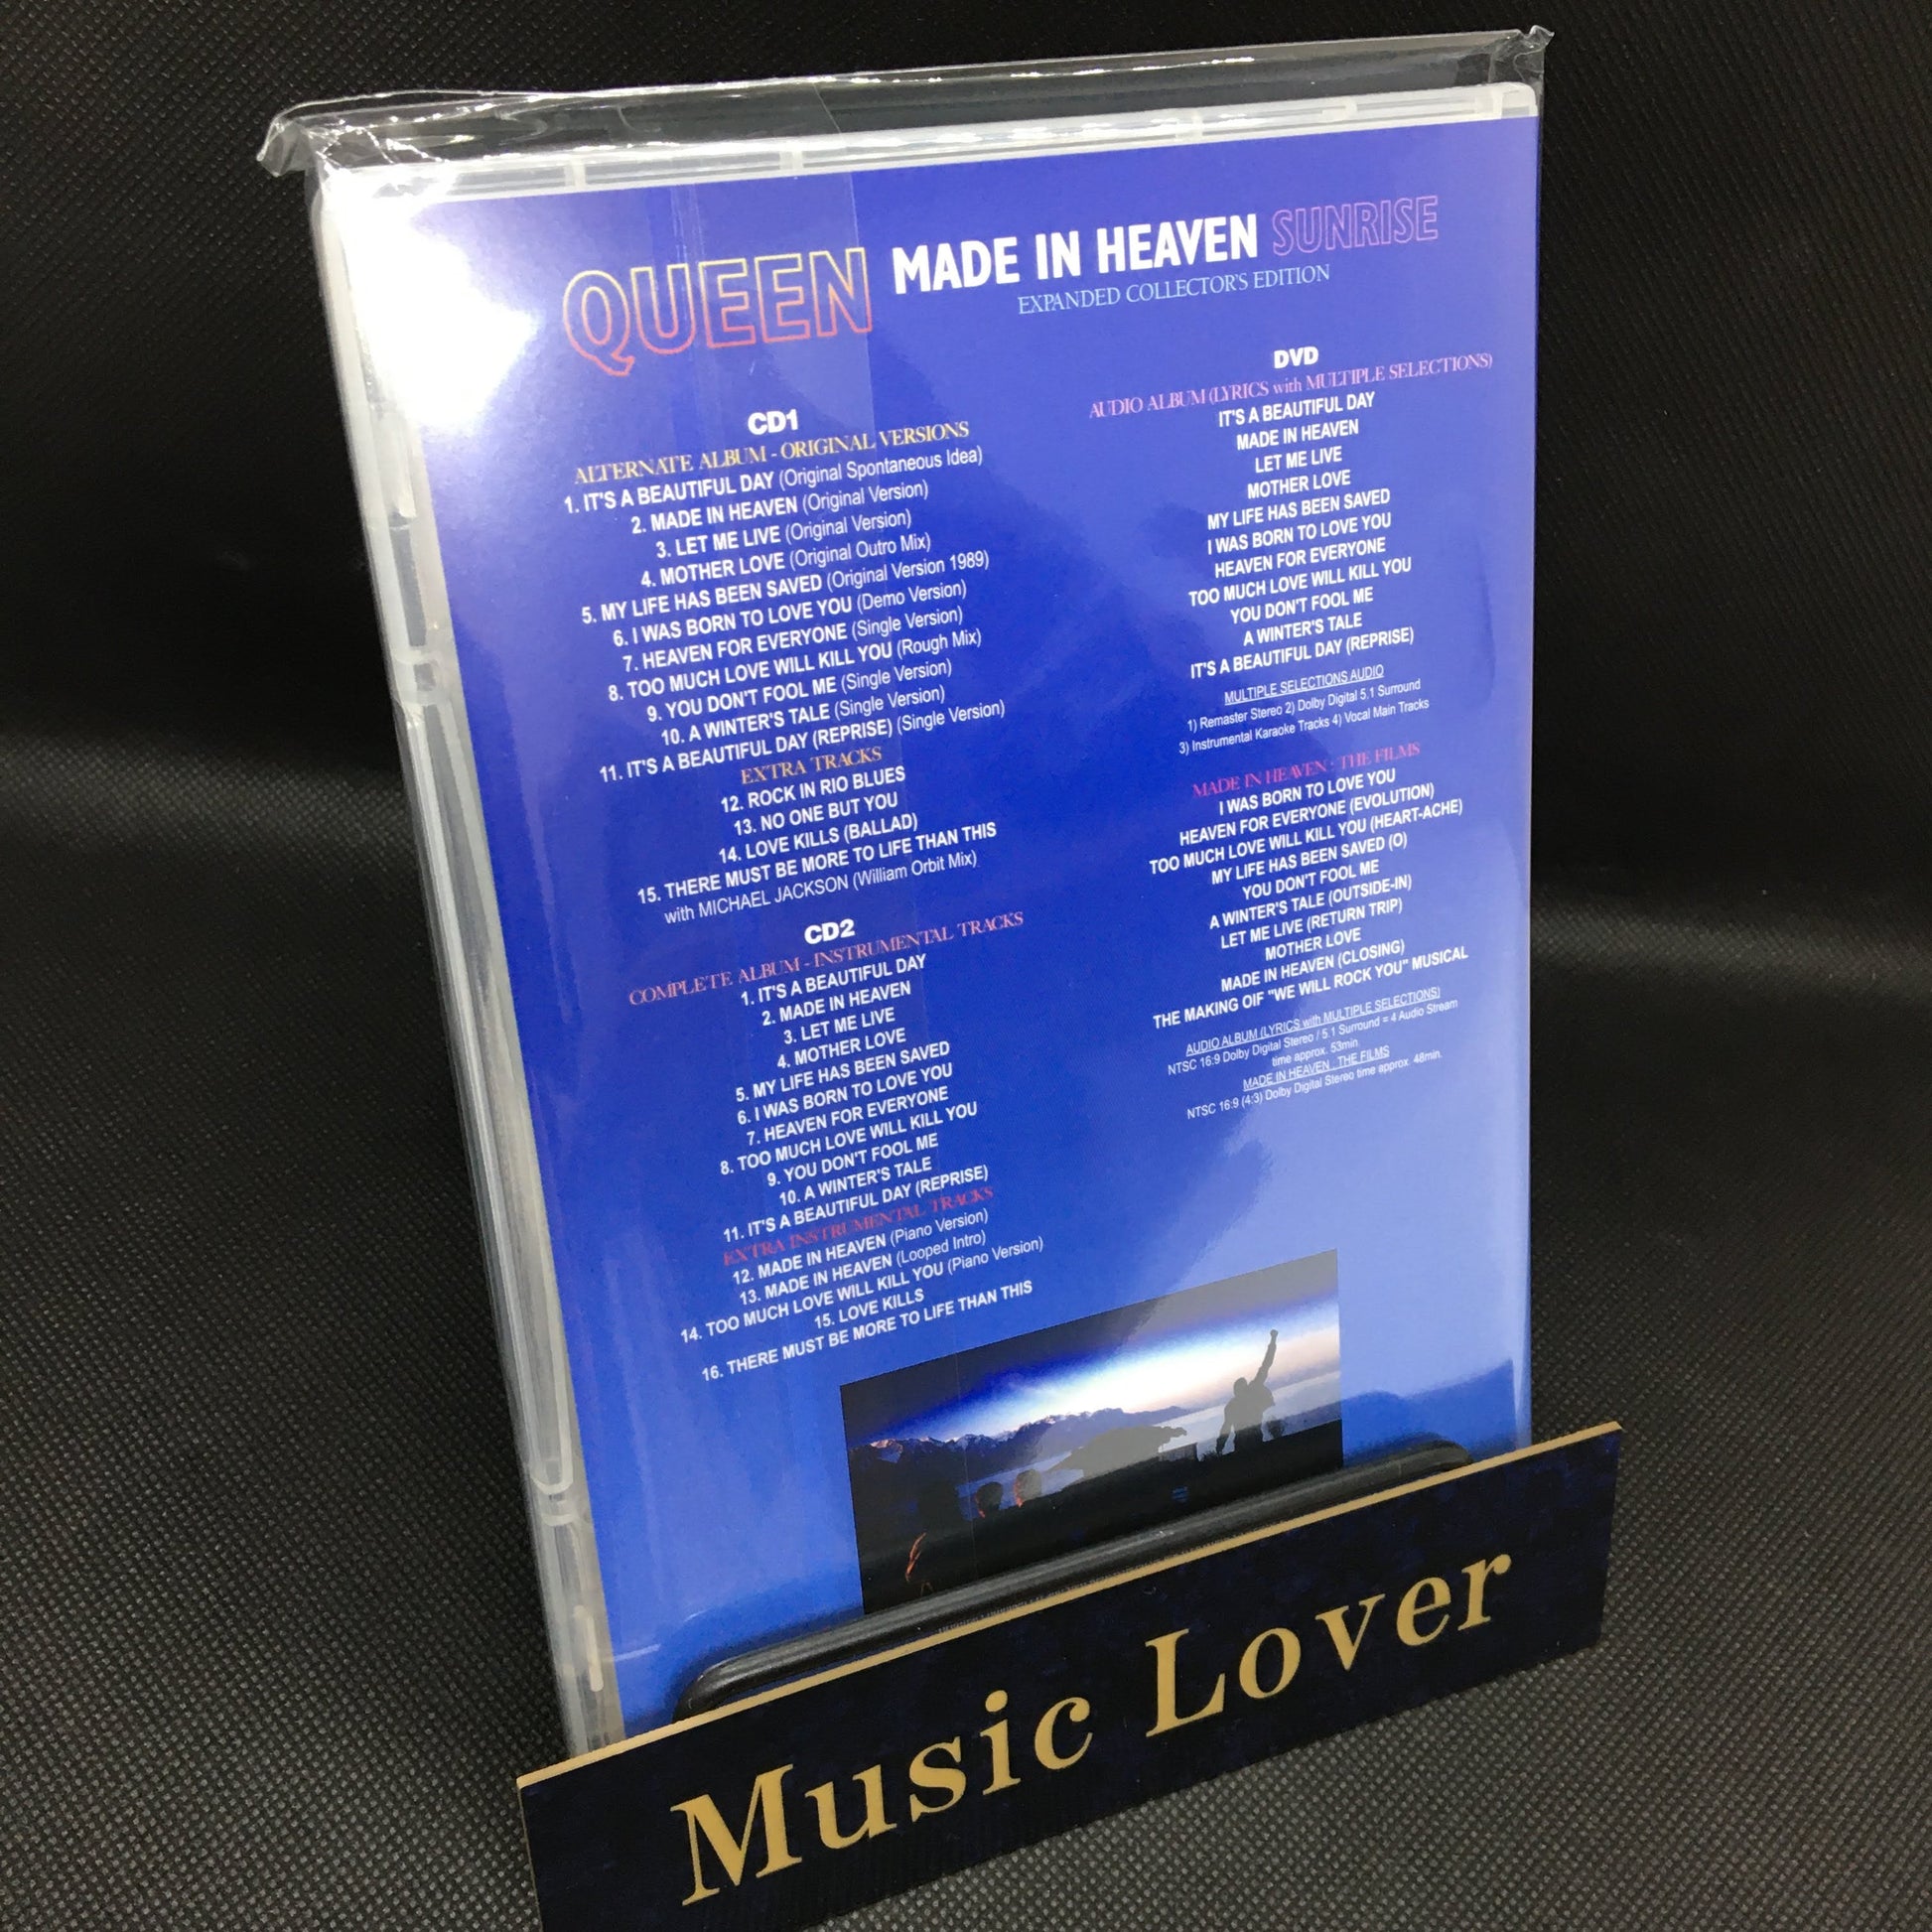 QUEEN MADE IN HEAVEN SUNRISE
EXPANDED COLLECTOR'S EDITION
CD1
ALTERNATE ALBUM - ORIGINAL VERSIONS
1. IT'S A BEAUTIFUL DAY (Original Spontaneous Idea)
2. MADE IN HEAVEN (Original Version)
3. LET ME LIVE (Original Version)
4. MOTHER LOVE (Original Outro Mix)
5. MY LIFE HAS BEEN SAVED (Original Version 1989)
6. I WAS BORN TO LOVE YOU (Demo Version)
7. HEAVEN FOR EVERYONE (Single Version)
8. TOO MUCH LOVE WILL KILL YOU (Rough Mix)
9. YOU DON'T FOOL ME (Single Version)
10. A WINTER'S TALE (Single Version)
11. IT'S A BEAUTIFUL DAY (REPRISE) (Single Version)
EXTRA TRACKS
12. ROCK IN RIO BLUES
13. NO ONE BUT YOU
14. LOVE KILLS (BALLAD)
15. THERE MUST BE MORE TO LIFE THAN THIS
with MICHAEL JACKSON (William Orbit Mix)
CD2
COMPLETE ALBUM - INSTRUMENTAL TRACKS
1. IT'S A BEAUTIFUL DAY
2. MADE IN HEAVEN
3. LET ME LIVE
4. MOTHER LOVE
5. MY LIFE HAS BEEN SAVED
6. I WAS BORN TO LOVE YOU
7. HEAVEN FOR EVERYONE
8. TOO MUCH LOVE WILL KILL YOU
9. YOU DON'T FOOL ME
10. A WINTER'S TALE
11. IT'S A BEAUTIFUL DAY (REPRISE)
EXTRA INSTRUMENTAL TRACKS
12. MADE IN HEAVEN (Piano Version)
13. MADE IN HEAVEN (Looped Intro)
14. TOO MUCH LOVE WILL KILL YOU (Piano Version)
15. LOVE KILLS
16. THERE MUST BE MORE TO LIFE THAN THIS
DVD
AUDIO ALBUM (LYRICS with MULTIPLE SELECTIONS)
IT'S A BEAUTIFUL DAY
MADE IN HEAVEN
LET ME LIVE
MOTHER LOVE
MY LIFE HAS BEEN SAVED
I WAS BORN TO LOVE YOU
HEAVEN FOR EVERYONE
TOO MUCH LOVE WILL KILL YOU
YOU DON'T FOOL ME
A WINTER'S TALE
IT'S A BEAUTIFUL DAY (REPRISE)
MULTIPLE SELECTIONS AUDIO
1) Remaster Stereo 2) Dolby Digital 5.1 Surround
3) Instrumental Karaoke Tracks 4) Vocal Main Tracks
MADE IN HEAVEN : THE FILMS
I WAS BORN TO LOVE YOU
HEAVEN FOR EVERYONE (EVOLUTION)
TOO MUCH LOVE WILL KILL YOU (HEART-ACHE)
MY LIFE HAS BEEN SAVED (O)
YOU DON'T FOOL ME
A WINTER'S TALE (OUTSIDE-IN)
LET ME LIVE (RETURN TRIP)
MOTHER LOVE
MADE IN HEAVEN (CLOSING)
THE MAKING OIF "WE WILL ROCK YOU" MUSICAL
AUDIO ALBUM (LYRICS with MULTIPLE SELECTIONS)
NTSC 16:9 Dolby Digital Stereo / 5.1 Surround = 4 Audio Stream
time approx. 53min
MADE IN HEAVEN : THE FILMS
NTSC 16:9 (4:3) Dolby Digital Stereo time approx. 48min.
Music Lover